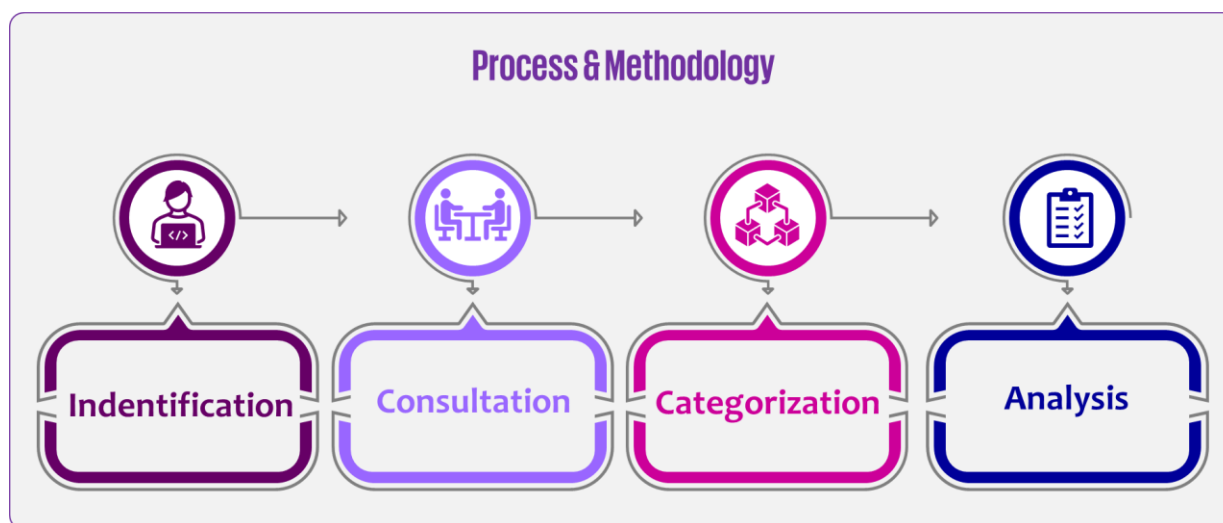 Process & Methodology
</>
Indentification
Consultation
Categorization
Analysis